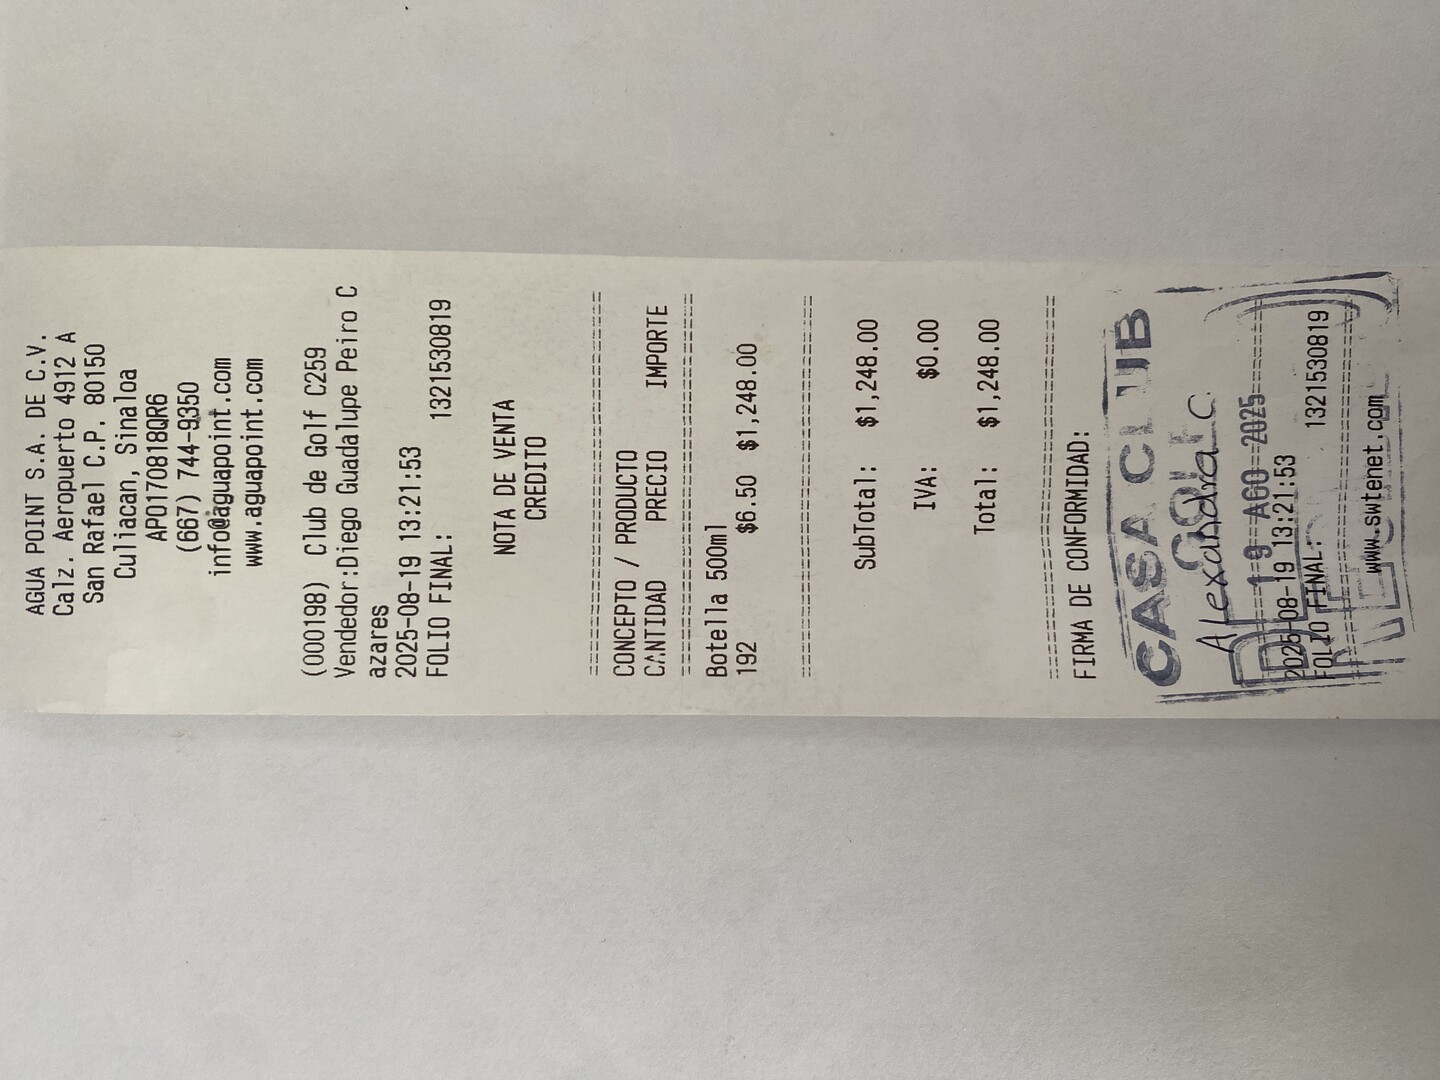 AGUA POINT S.A. DE C.V.
Calz. Aeropuerto 4912 A
San Rafael C.P. 80150
Culiacan, Sinaloa
APO170818QR6
(667) 744-9350
info@aguapoint.com
www.aguapoint.com
(000198) Club de Golf C259
Vendedor:Diego Guadalupe Peiro C
azares
2025-08-19 13:21:53
FOLIO FINAL: 1321530819
NOTA DE VENTA
CREDITO
CONCEPTO / PRODUCTO
CANTIDAD PRECIO IMPORTE
Botella 500ml
192 $6.50 $1,248.00
SubTotal: $1,248.00
IVA: $0.00
Total: $1,248.00
FIRMA DE CONFORMIDAD:
CASA CLUB
GOLF
Alexandra C.
19 AGO 2025
2025-08-19 13:21:53
FOLIO FINAL: 1321530819
www.swtenet.com